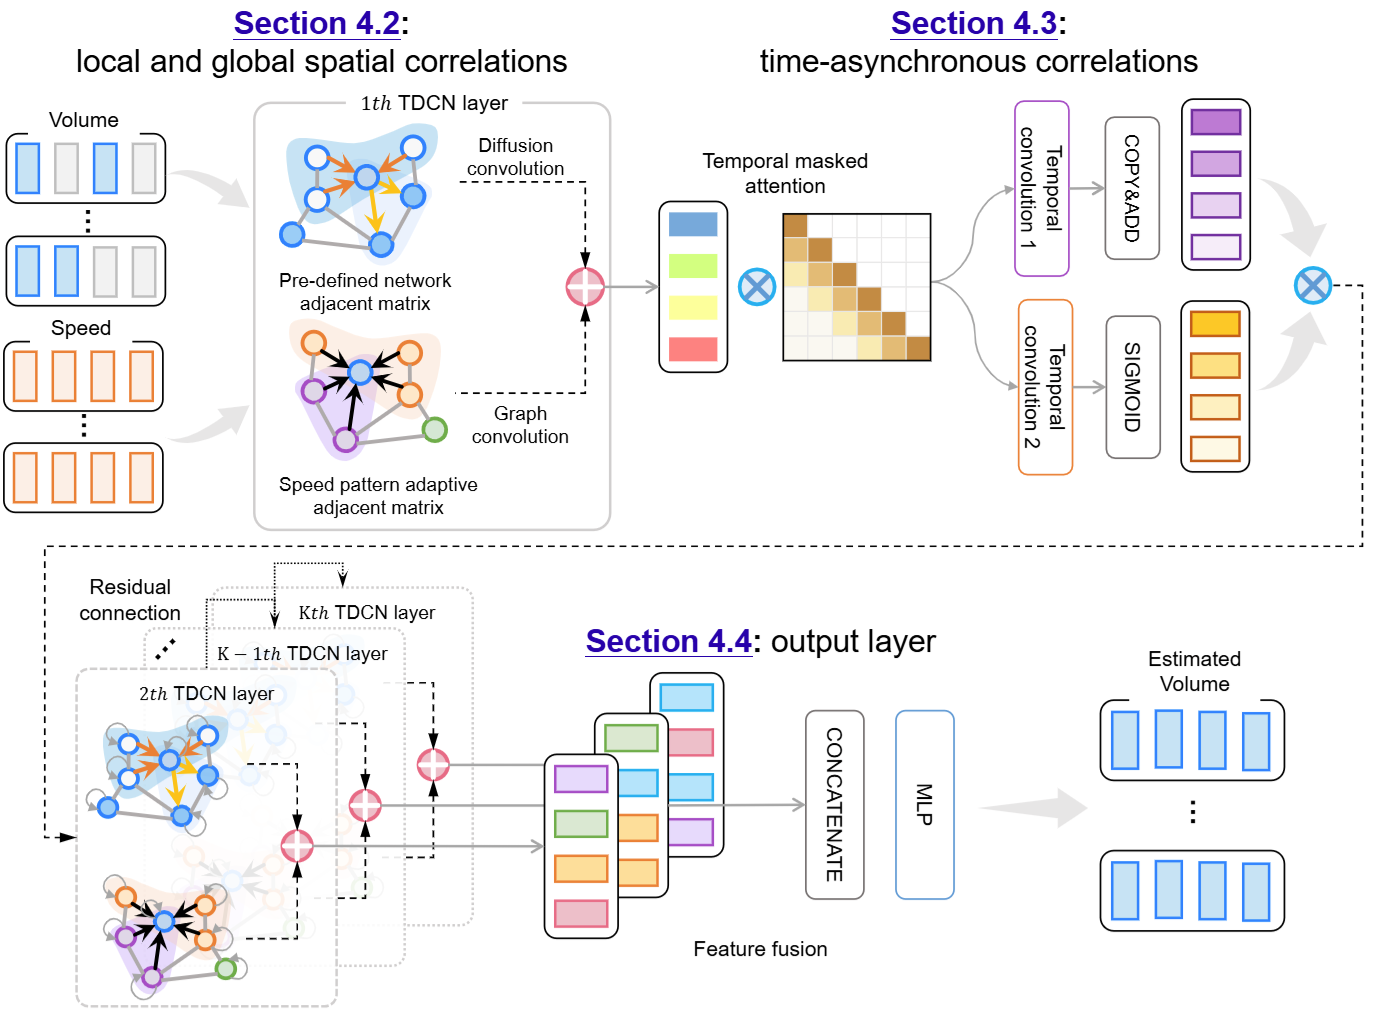 Section 4.2:
local and global spatial correlations
Section 4.3:
time-asynchronous correlations
Volume
Speed
1th TDCN layer
Diffusion
convolution
Pre-defined network
adjacent matrix
Graph
convolution
Speed pattern adaptive
adjacent matrix
Temporal masked
attention
Temporal
convolution 1
COPY&ADD
Temporal
convolution 2
SIGMOID
Residual
connection
Kth TDCN layer
K − 1th TDCN layer
2th TDCN layer
Section 4.4: output layer
CONCATENATE
MLP
Feature fusion
Estimated
Volume